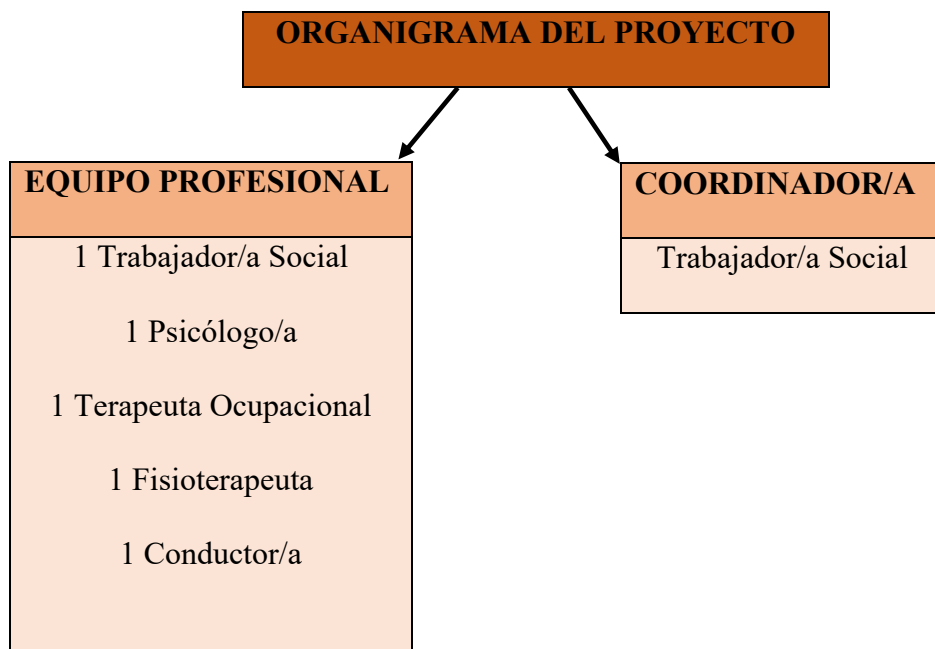 ORGANIGRAMA DEL PROYECTO
EQUIPO PROFESIONAL
1 Trabajador/a Social
1 Psicólogo/a
1 Terapeuta Ocupacional
1 Fisioterapeuta
1 Conductor/a
COORDINADOR/A
Trabajador/a Social